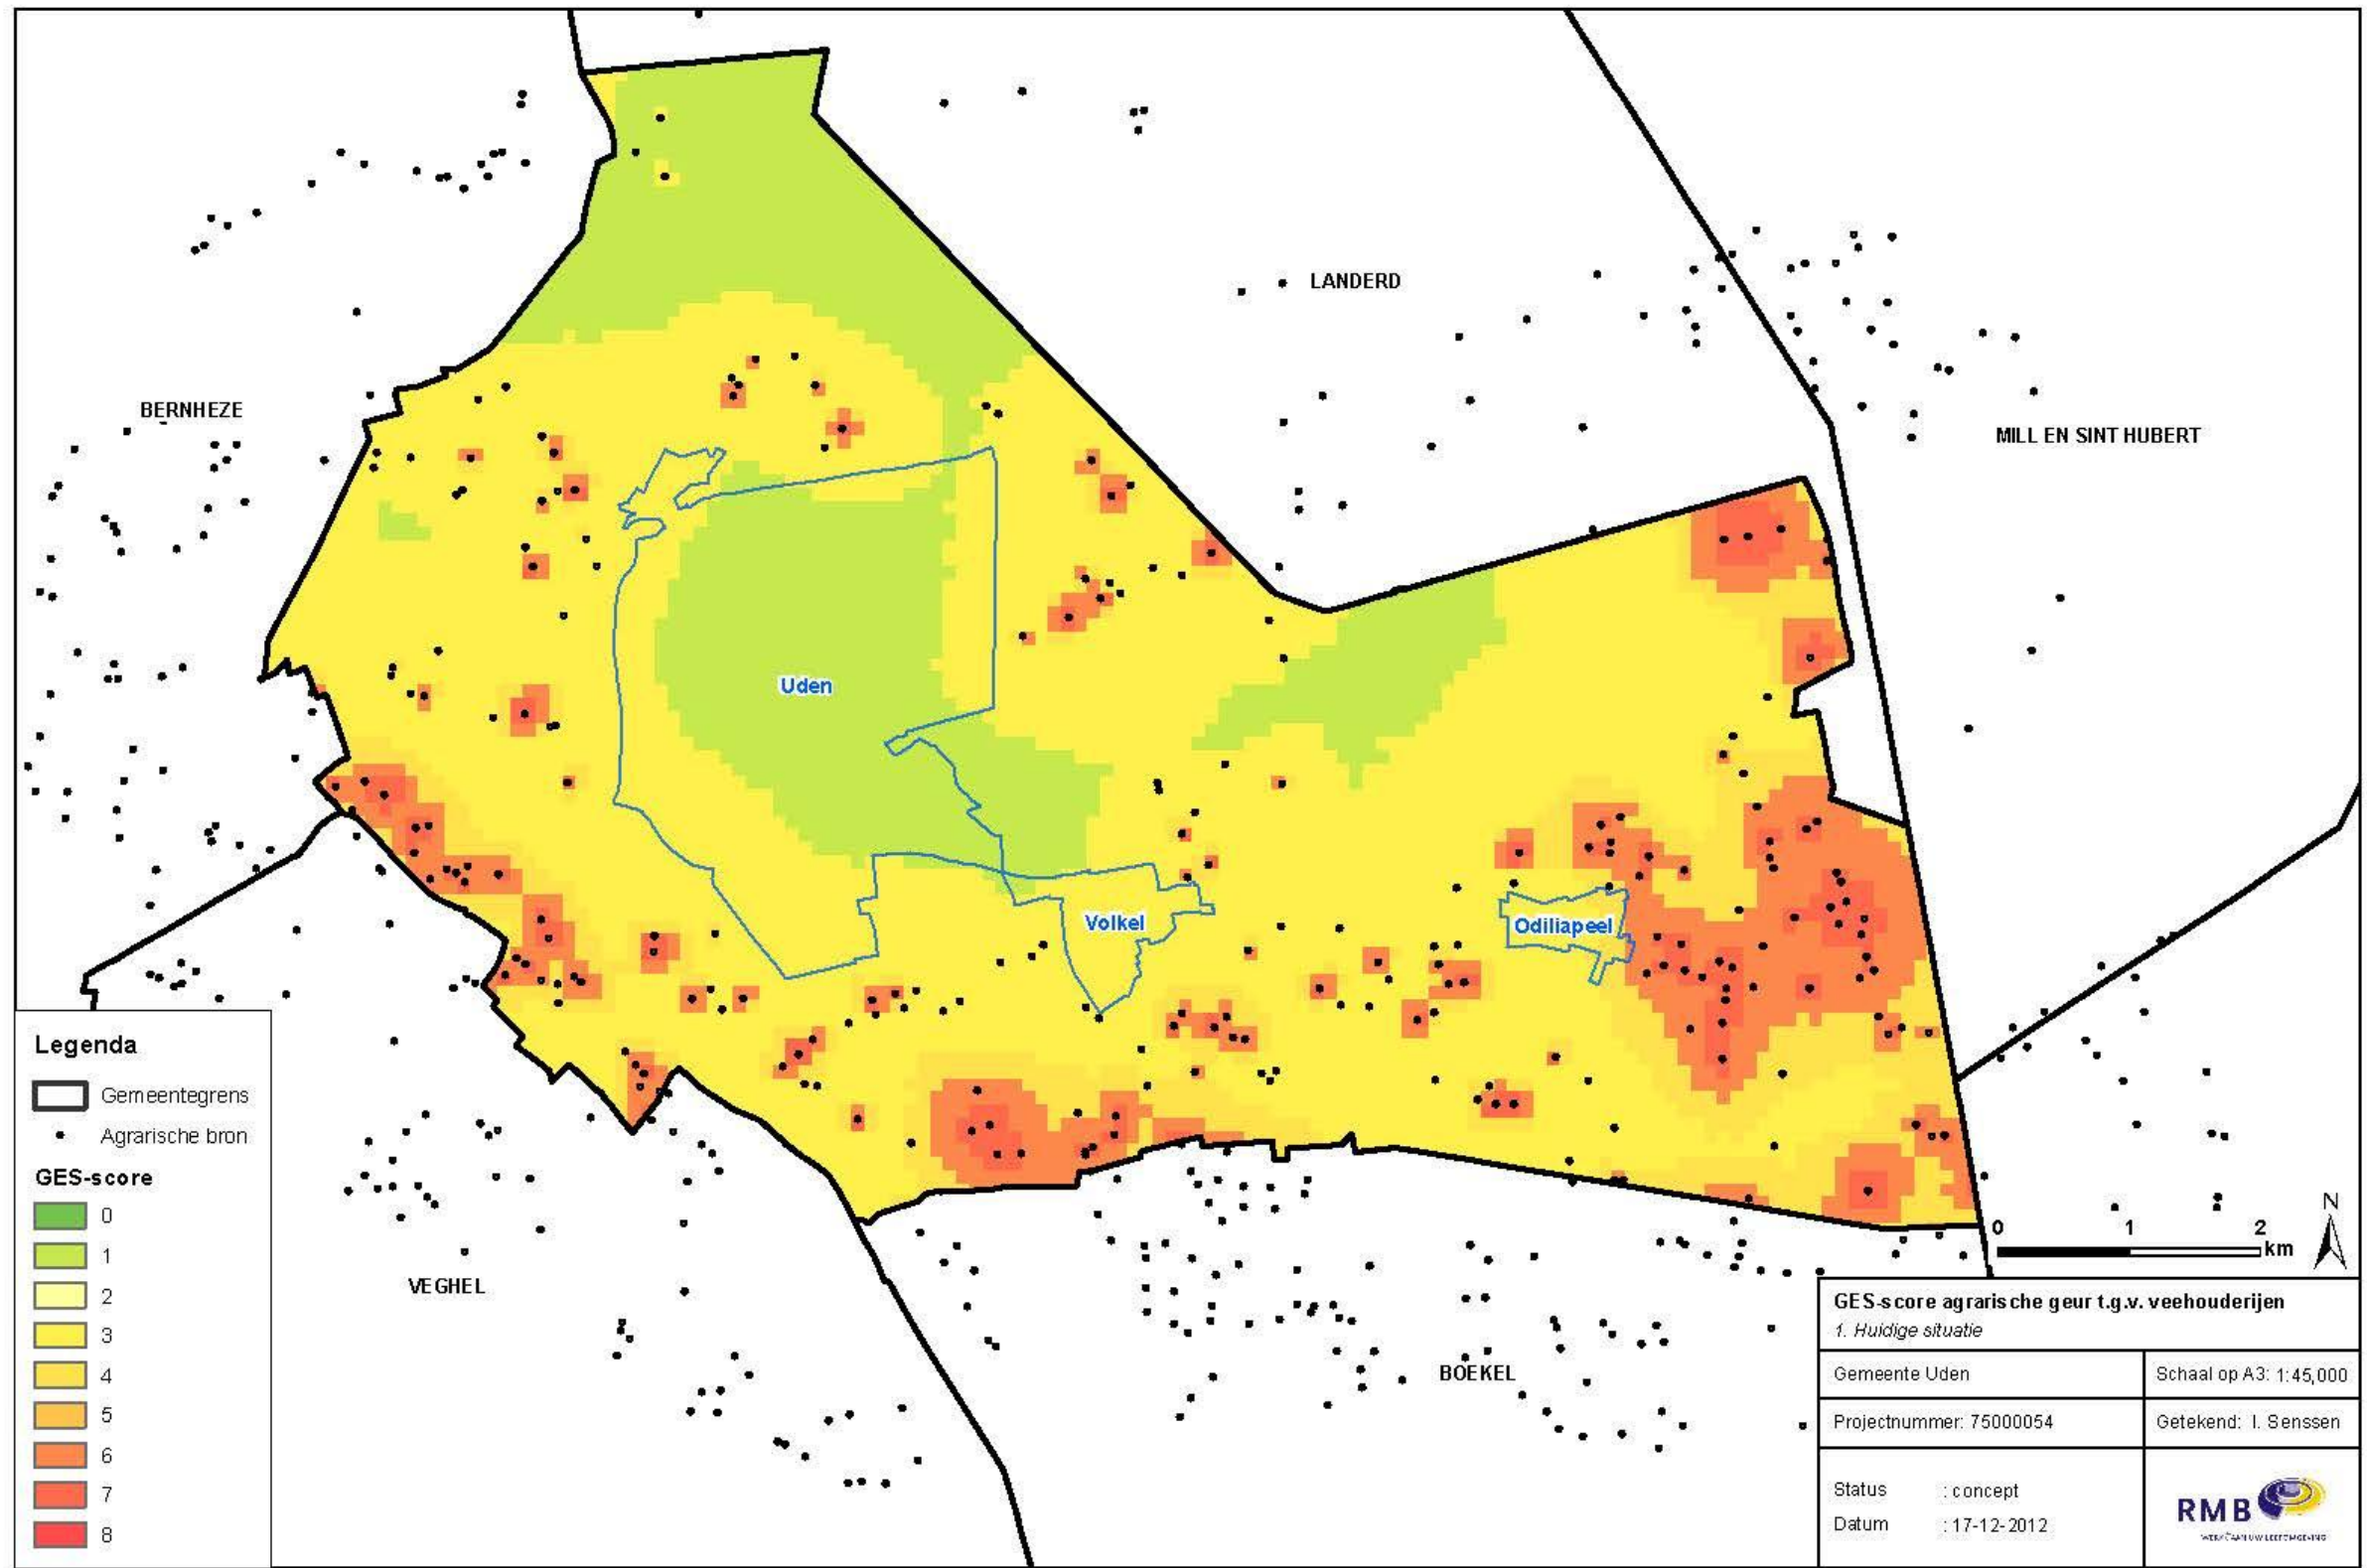 LANDERD
BERNHEZE
MILL EN SINT HUBERT
Uden
Volkel
Odiliapeel
VEGHEL
BOEKEL
Legenda
Gemeentegrens
Agrarische bron
GES-score
0
1
2
3
4
5
6
7
8
N
0 1 2
km
GES-score agrarische geur t.g.v. veehouderijen
1. Huidige situatie
Gemeente Uden
Schaal op A3: 1:45,000
Projectnummer: 75000054
Getekend: I. Senssen
Status : concept
Datum : 17-12-2012
RMB